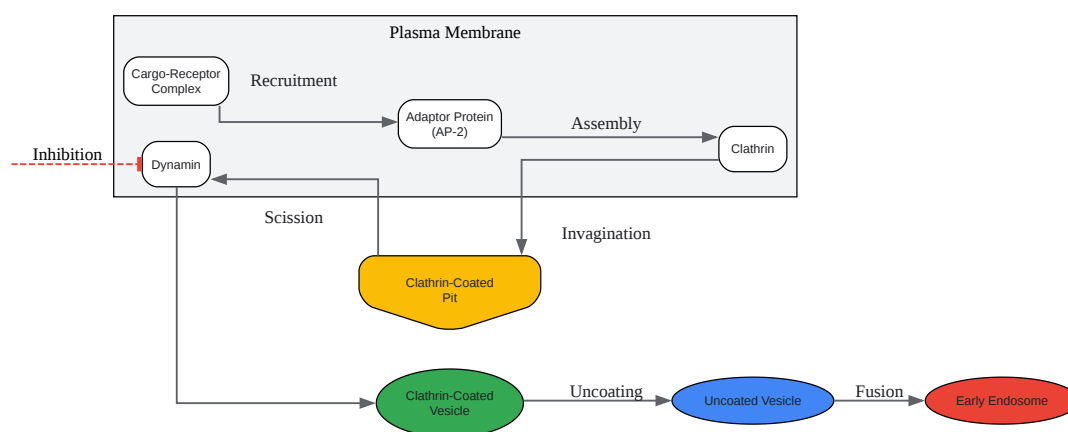 Plasma Membrane
Cargo-Receptor
Complex
Recruitment
Adaptor Protein
(AP-2)
Assembly
Clathrin
Inhibition
Dynamin
Scission
Invagination
Clathrin-Coated
Pit
Clathrin-Coated
Vesicle
Uncoating
Uncoated Vesicle
Fusion
Early Endosome